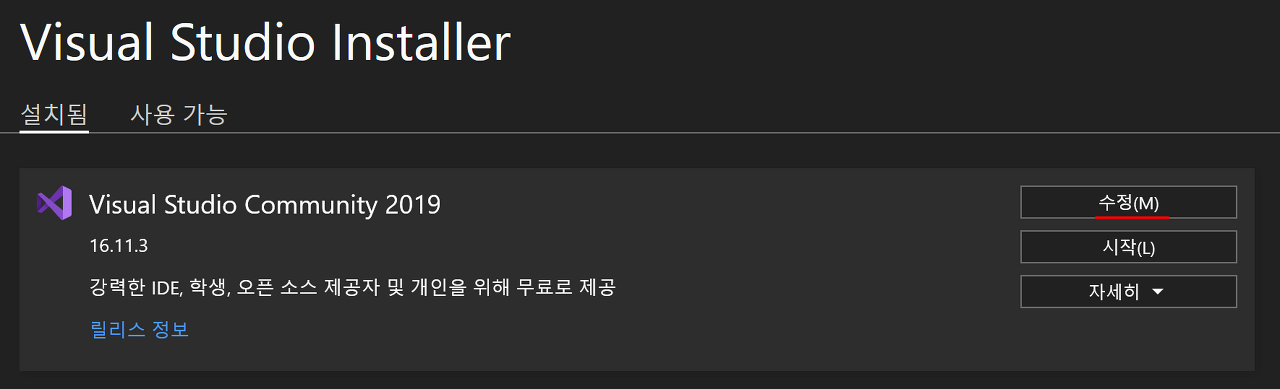 Visual Studio Installer
설치됨 사용 가능
Visual Studio Community 2019
수정(M)
16.11.3
시작(L)
강력한 IDE, 학생, 오픈 소스 제공자 및 개인을 위해 무료로 제공
자세히
릴리스 정보